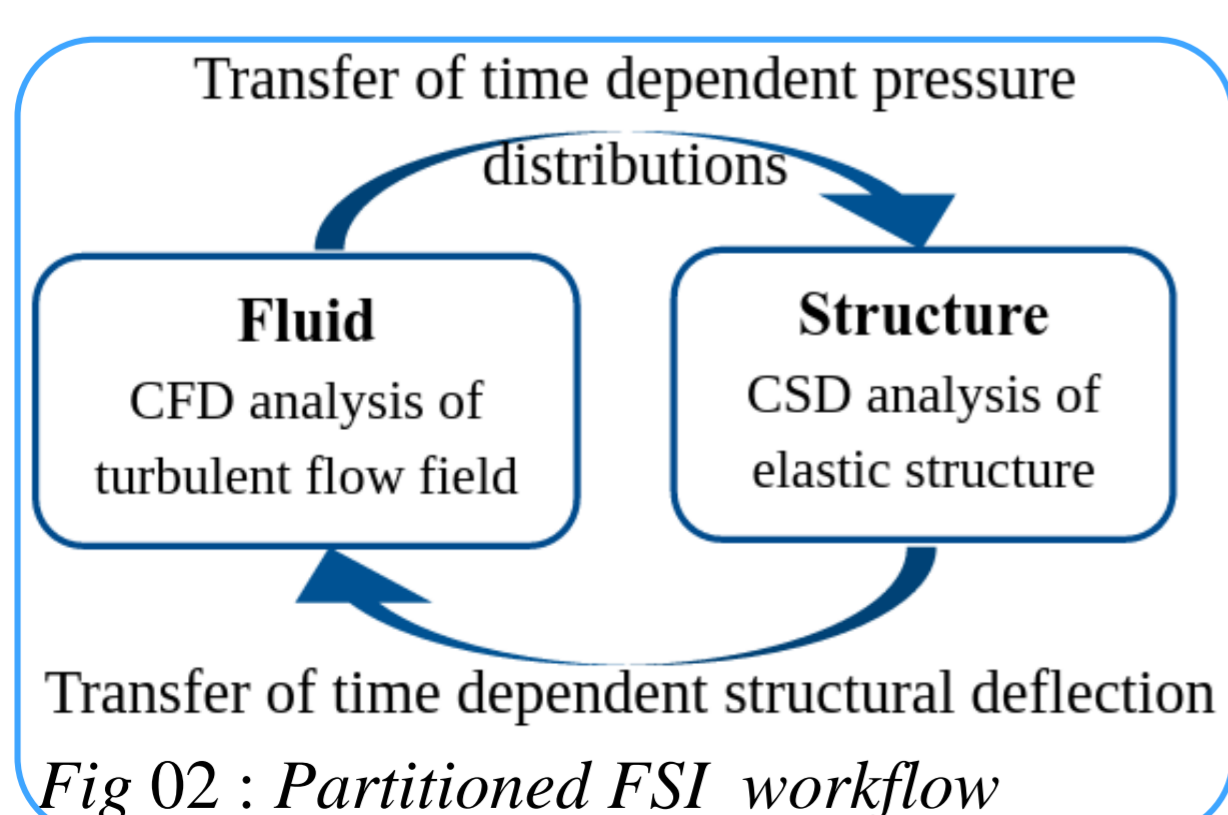 Transfer of time dependent pressure
distributions
Fluid
CFD analysis of
turbulent flow field
Structure
CSD analysis of
elastic structure
Transfer of time dependent structural deflection
Fig 02 : Partitioned FSI workflow